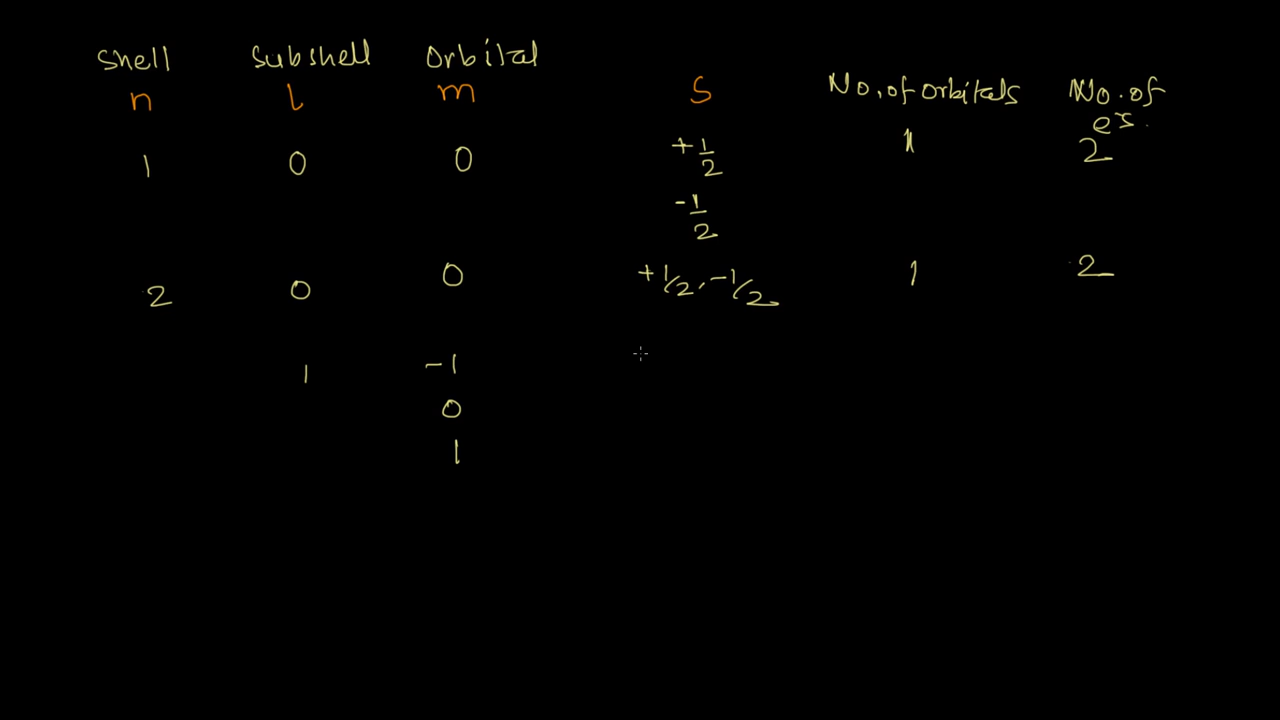 Shell Subshell Orbital
n l m S No. of orbitals No. of
es.
1 0 0 +1/2 1 2
-1/2
2 0 0 +1/2, -1/2 1 2
1 -1
0
1